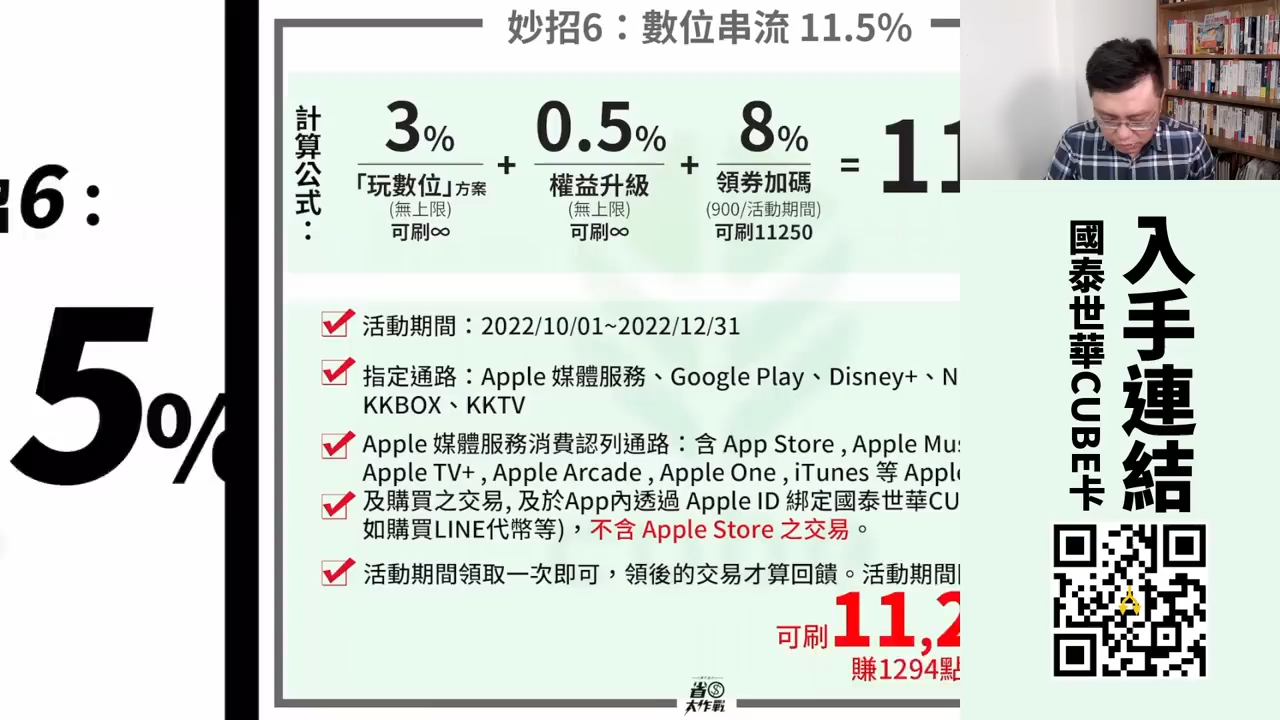 6：
5%
妙招6：數位串流 11.5%
計算公式：
3% + 0.5% + 8% = 11
「玩數位」方案 權益升級 領券加碼
(無上限) (無上限) (900/活動期間)
可刷∞ 可刷∞ 可刷11250
活動期間：2022/10/01~2022/12/31
指定通路：Apple 媒體服務、Google Play、Disney+、N
KKBOX、KKTV
Apple 媒體服務消費認列通路：含 App Store , Apple Mus
Apple TV+ , Apple Arcade , Apple One , iTunes 等 Apple
及購買之交易, 及於App內透過 Apple ID 綁定國泰世華CU
如購買LINE代幣等)，不含 Apple Store 之交易。
活動期間領取一次即可，領後的交易才算回饋。活動期間
可刷11,2
賺1294點
省$
大作戰
入手連結
國泰世華CUBE卡